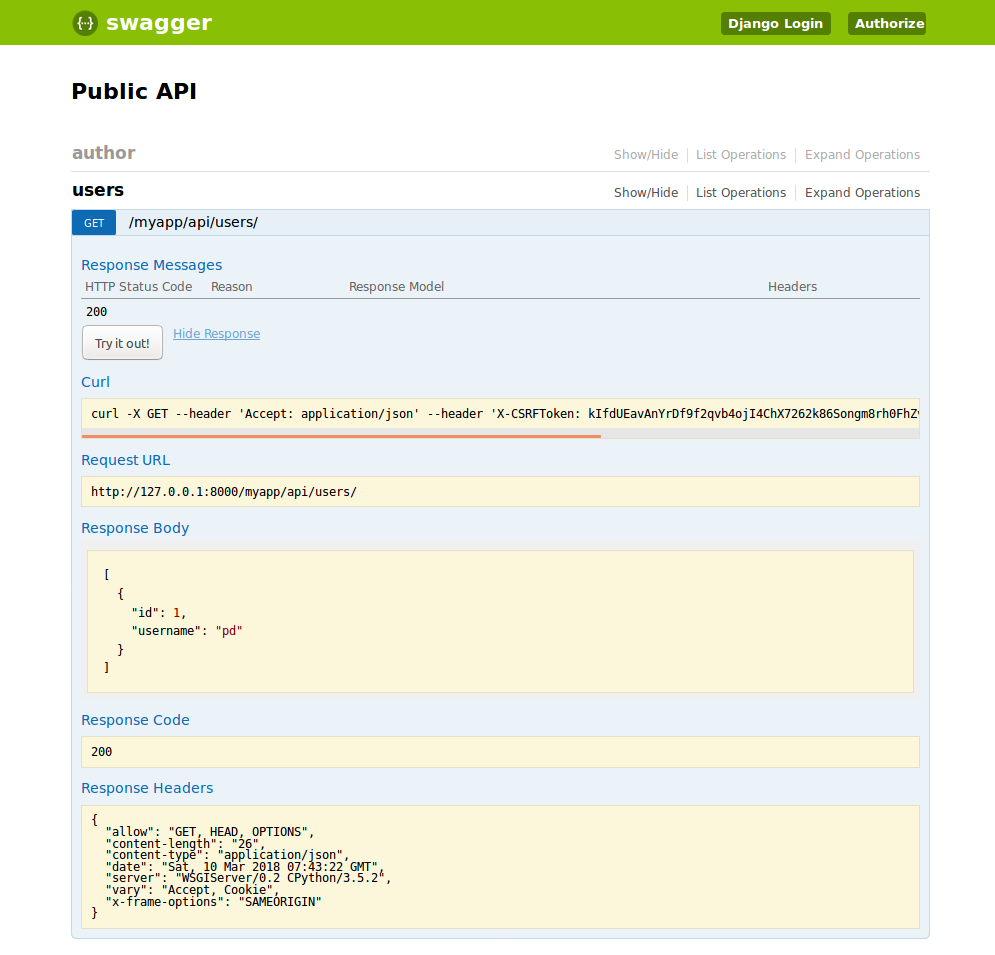 {···} swagger Django Login Authorize
Public API
author Show/Hide List Operations Expand Operations
users Show/Hide List Operations Expand Operations
GET /myapp/api/users/
Response Messages
HTTP Status Code Reason Response Model Headers
200
Try it out! Hide Response
Curl
curl -X GET --header 'Accept: application/json' --header 'X-CSRFToken:
Request URL
http://127.0.0.1:8000/myapp/api/users/
Response Body
[
{
"id": 1,
"username": "pd"
}
]
Response Code
200
Response Headers
{
"allow": "GET, HEAD, OPTIONS",
"content-length": "26",
"content-type": "application/json",
"date": "Sat, 10 Mar 2018 07:43:22 GMT",
"server": "WSGIServer/0.2 CPython/3.5.2",
"vary": "Accept, Cookie",
"x-frame-options": "SAMEORIGIN"
}